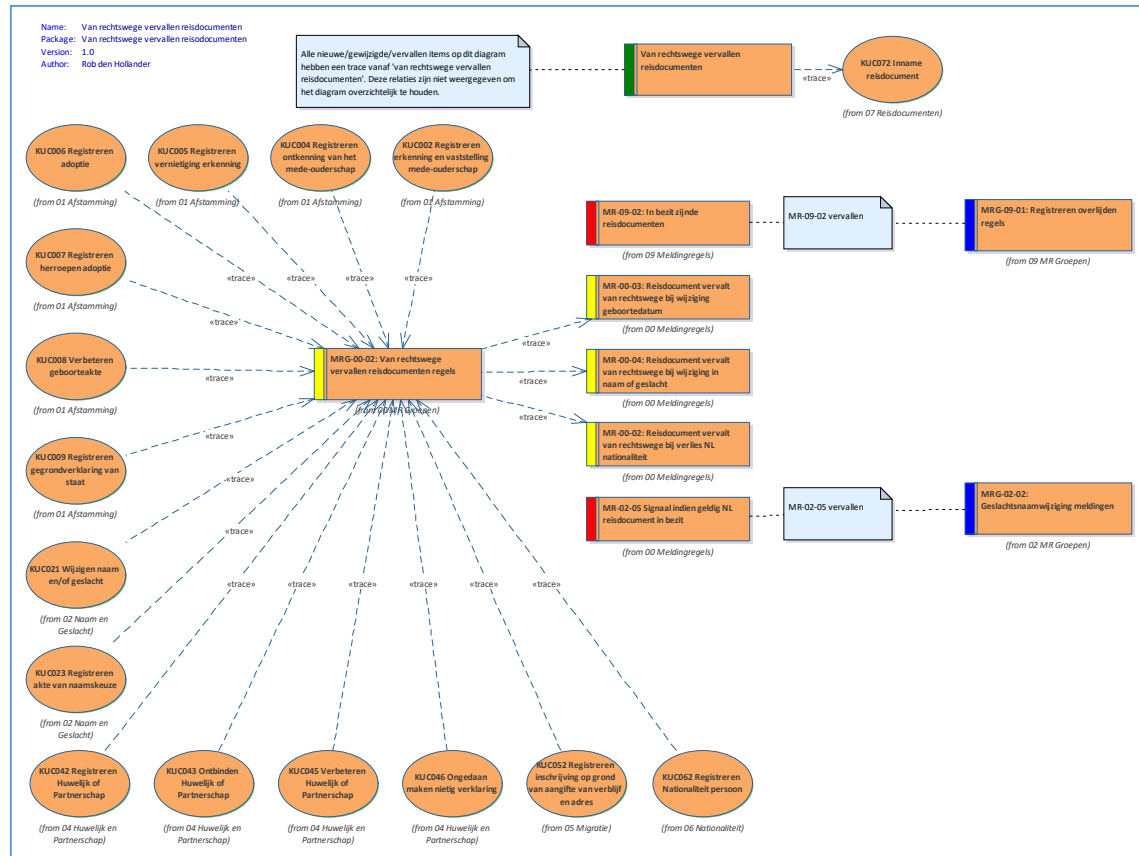 Name: Van rechtswege vervallen reisdocumenten
Package: Van rechtswege vervallen reisodocumenten
Version: 1.0
Author: Rob den Hollander
Alle nieuwe/gewijzigde/vervallen items op dit diagram
hebben een trace vanaf 'van rechtswege vervallen
reisdocumenten'. Deze relaties zijn niet weergegeven om
het diagram overzichtelijk te houden.
Van rechtswege vervallen
reisdocumenten
«trace»
KUC072 Inname
reisdocument
(from 07 Reisdocumenten)
KUC006 Registreren
adoptie
(from 01 Afstamming)
KUC005 Registreren
vernietiging erkenning
(from 01 Afstamming)
KUC004 Registreren
ontkenning van het
mede-ouderschap
(from 01 Afstamming)
KUC002 Registreren
erkenning en vaststelling
mede-ouderschap
(from 01 Afstamming)
MR-09-02: In bezit zijnde
reisdocumenten
(from 09 Meldingregels)
MR-09-02 vervallen
MRG-09-01: Registreren overlijden
regels
(from 09 MR Groepen)
KUC007 Registreren
herroepen adoptie
(from 01 Afstamming)
«trace»
«trace»
«trace»
«trace»
«trace»
MR-00-03: Reisdocument vervalt
van rechtswege bij wijziging
geboortedatum
(from 00 Meldingregels)
«trace»
KUC008 Verbeteren
geboorteakte
(from 01 Afstamming)
«trace»
MRG-00-02: Van rechtswege
vervallen reisdocumenten regels
(from 00 MR Groepen)
«trace»
MR-00-04: Reisdocument vervalt
van rechtswege bij wijziging in
naam of geslacht
(from 00 Meldingregels)
«trace»
MR-00-02: Reisdocument vervalt
van rechtswege bij verlies NL
nationaliteit
(from 00 Meldingregels)
KUC009 Registreren
gegrondverklaring van
staat
(from 01 Afstamming)
«trace»
MR-02-05 Signaal indien geldig NL
reisdocument in bezit
(from 00 Meldingregels)
MR-02-05 vervallen
MRG-02-02:
Geslachtsnaamwijziging meldingen
(from 02 MR Groepen)
KUC021 Wijzigen naam
en/of geslacht
(from 02 Naam en
Geslacht)
«trace»
«trace»
KUC023 Registreren
akte van naamskeuze
(from 02 Naam en
Geslacht)
«trace»
«trace»
«trace»
«trace»
«trace»
«trace»
KUC042 Registreren
Huwelijk of
Partnerschap
(from 04 Huwelijk en
Partnerschap)
KUC043 Ontbinden
Huwelijk of
Partnerschap
(from 04 Huwelijk en
Partnerschap)
KUC045 Verbeteren
Huwelijk of
Partnerschap
(from 04 Huwelijk en
Partnerschap)
KUC046 Ongedaan
maken nietig verklaring
(from 04 Huwelijk en
Partnerschap)
KUC052 Registreren
inschrijving op grond
van aangifte van verblijf
en adres
(from 05 Migratie)
KUC062 Registreren
Nationaliteit persoon
(from 06 Nationaliteit)